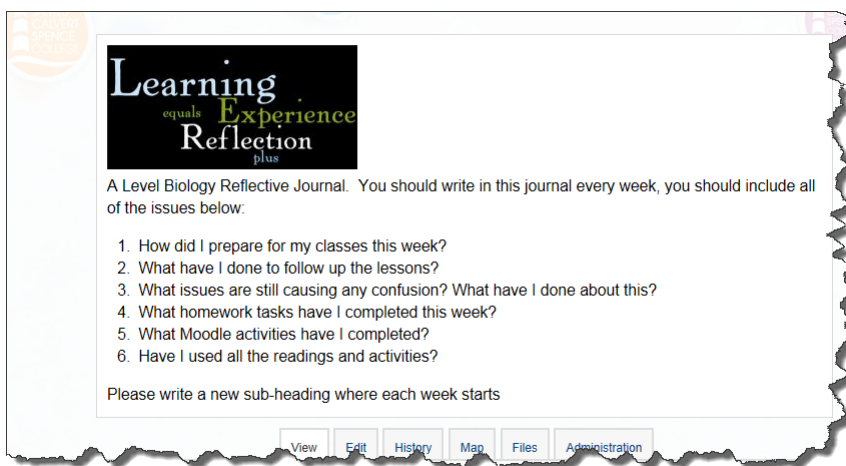 CALVERT
SPENCE
COLLEGE
Learning
equals Experience
Reflection
plus
A Level Biology Reflective Journal. You should write in this journal every week, you should include all
of the issues below:
1. How did I prepare for my classes this week?
2. What have I done to follow up the lessons?
3. What issues are still causing any confusion? What have I done about this?
4. What homework tasks have I completed this week?
5. What Moodle activities have I completed?
6. Have I used all the readings and activities?
Please write a new sub-heading where each week starts
View Edit History Map Files Administration